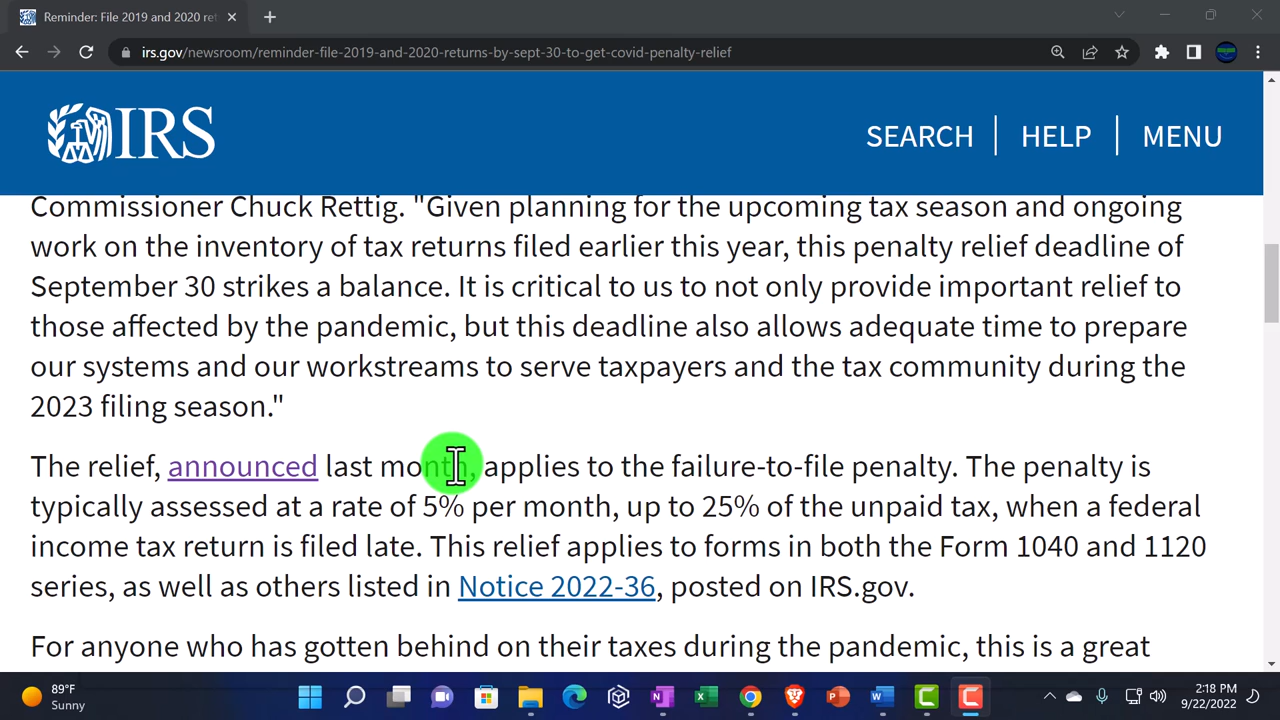 Reminder: File 2019 and 2020 ret
irs.gov/newsroom/reminder-file-2019-and-2020-returns-by-sept-30-to-get-covid-penalty-relief
IRS
SEARCH | HELP | MENU
Commissioner Chuck Rettig. "Given planning for the upcoming tax season and ongoing
work on the inventory of tax returns filed earlier this year, this penalty relief deadline of
September 30 strikes a balance. It is critical to us to not only provide important relief to
those affected by the pandemic, but this deadline also allows adequate time to prepare
our systems and our workstreams to serve taxpayers and the tax community during the
2023 filing season."
The relief, announced last month, applies to the failure-to-file penalty. The penalty is
typically assessed at a rate of 5% per month, up to 25% of the unpaid tax, when a federal
income tax return is filed late. This relief applies to forms in both the Form 1040 and 1120
series, as well as others listed in Notice 2022-36, posted on IRS.gov.
For anyone who has gotten behind on their taxes during the pandemic, this is a great
89°F
Sunny
2:18 PM
9/22/2022